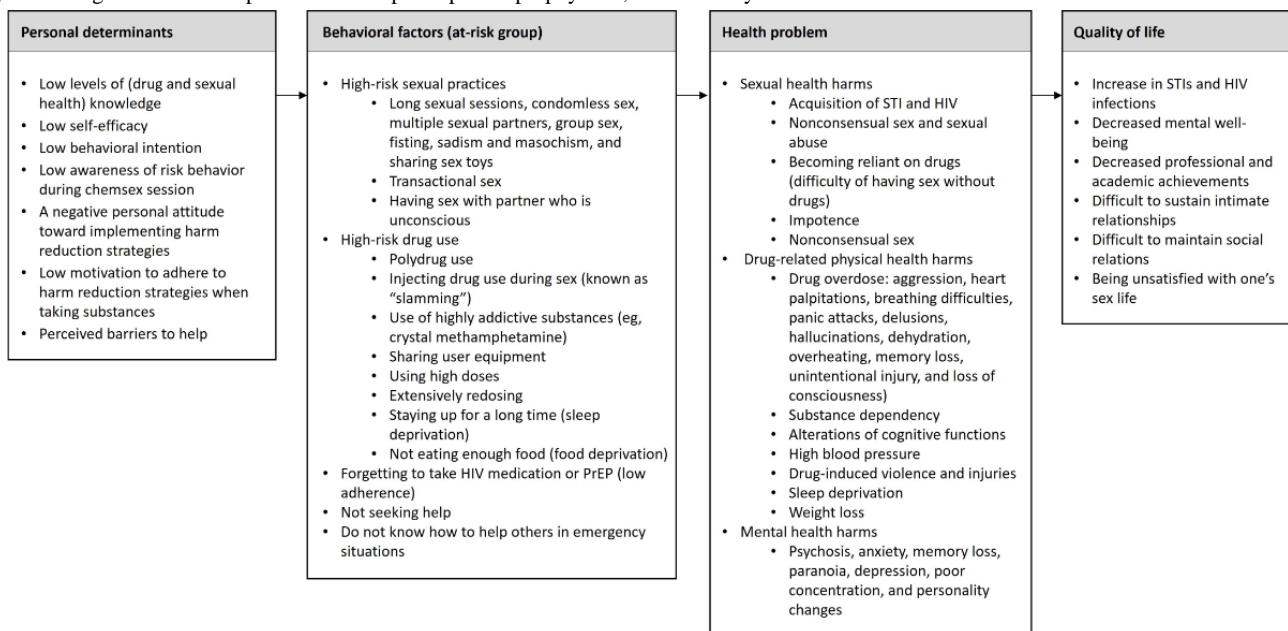 Personal determinants
• Low levels of (drug and sexual
health) knowledge
• Low self-efficacy
• Low behavioral intention
• Low awareness of risk behavior
during chemsex session
• A negative personal attitude
toward implementing harm
reduction strategies
• Low motivation to adhere to
harm reduction strategies when
taking substances
• Perceived barriers to help
Behavioral factors (at-risk group)
• High-risk sexual practices
• Long sexual sessions, condomless sex,
multiple sexual partners, group sex,
fisting, sadism and masochism, and
sharing sex toys
• Transactional sex
• Having sex with partner who is
unconscious
• High-risk drug use
• Polydrug use
• Injecting drug use during sex (known as
“slamming”)
• Use of highly addictive substances (eg,
crystal methamphetamine)
• Sharing user equipment
• Using high doses
• Extensively redosing
• Staying up for a long time (sleep
deprivation)
• Not eating enough food (food deprivation)
• Forgetting to take HIV medication or PrEP (low
adherence)
• Not seeking help
• Do not know how to help others in emergency
situations
Health problem
• Sexual health harms
• Acquisition of STI and HIV
• Nonconsensual sex and sexual
abuse
• Becoming reliant on drugs
(difficulty of having sex without
drugs)
• Impotence
• Nonconsensual sex
• Drug-related physical health harms
• Drug overdose: aggression, heart
palpitations, breathing difficulties,
panic attacks, delusions,
hallucinations, dehydration,
overheating, memory loss,
unintentional injury, and loss of
consciousness)
• Substance dependency
• Alterations of cognitive functions
• High blood pressure
• Drug-induced violence and injuries
• Sleep deprivation
• Weight loss
• Mental health harms
• Psychosis, anxiety, memory loss,
paranoia, depression, poor
concentration, and personality
changes
Quality of life
• Increase in STIs and HIV
infections
• Decreased mental well-
being
• Decreased professional and
academic achievements
• Difficult to sustain intimate
relationships
• Difficult to maintain social
relations
• Being unsatisfied with one's
sex life